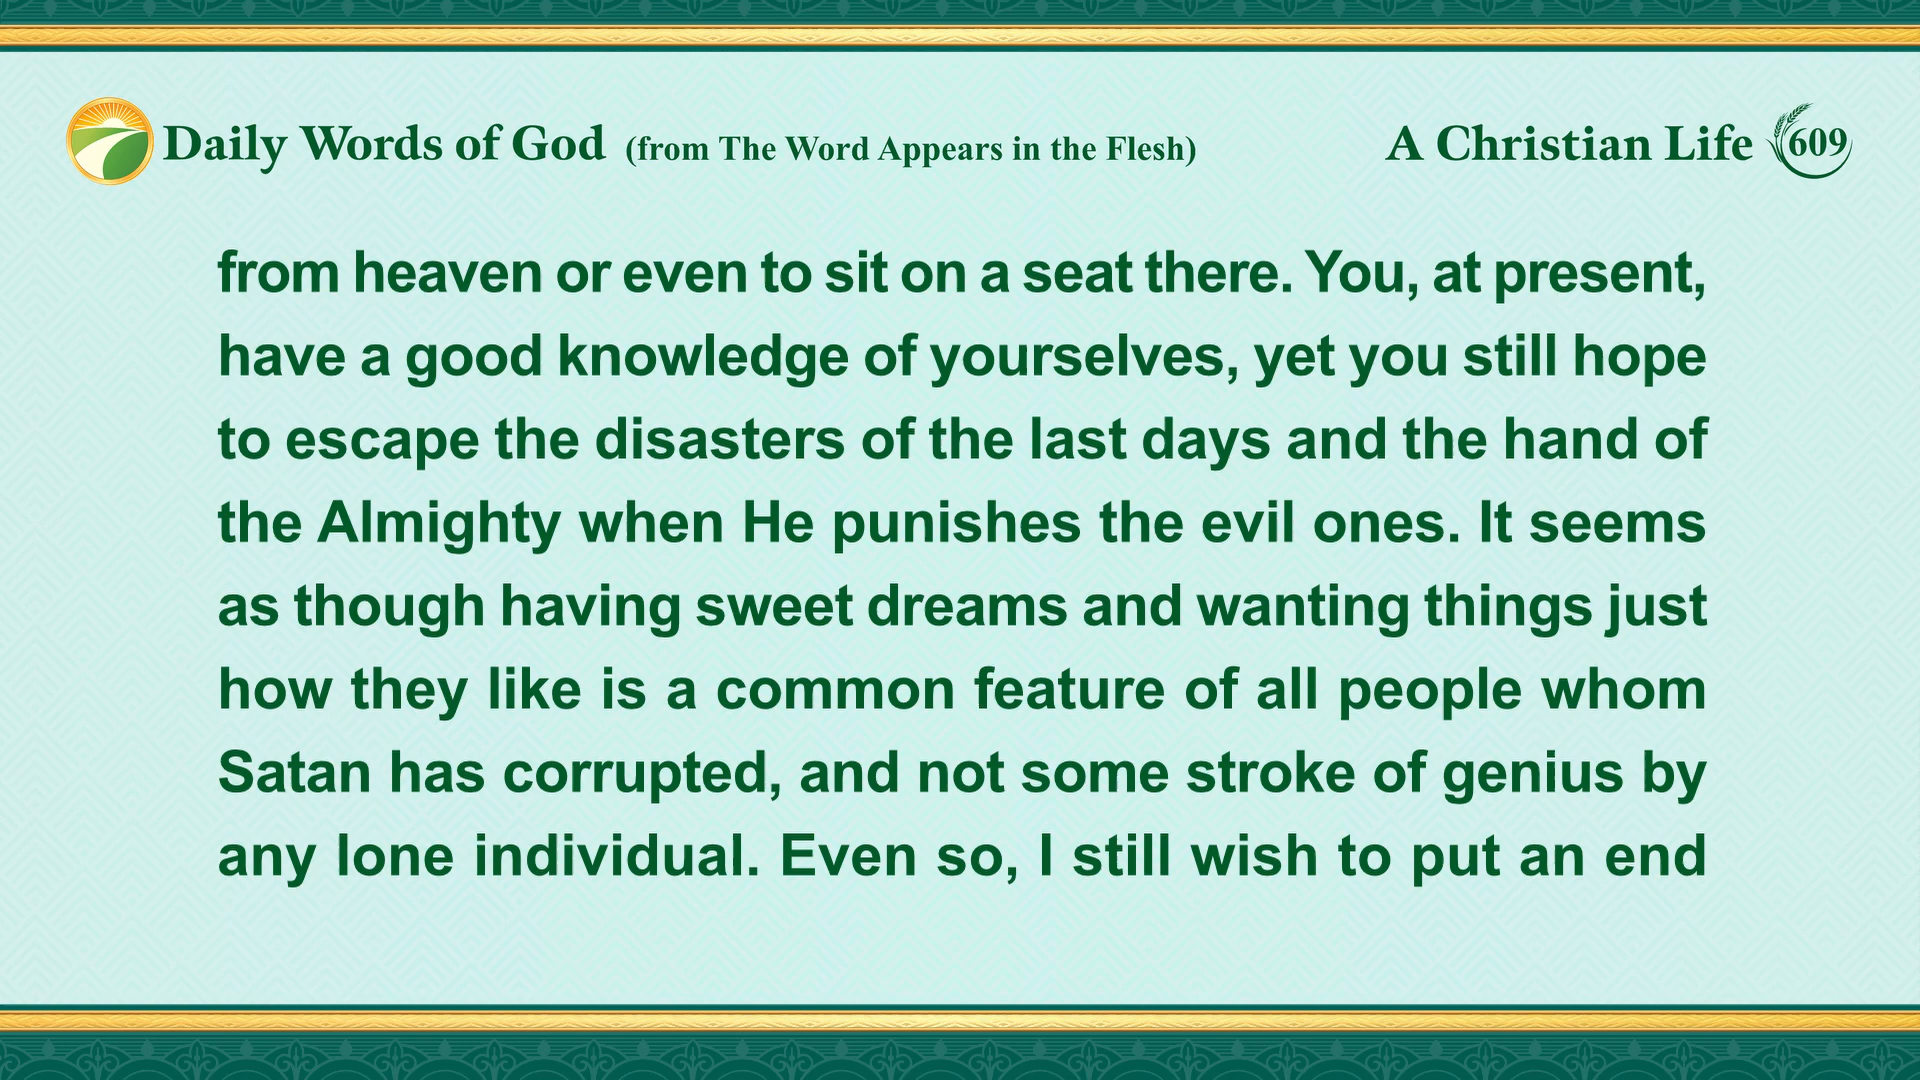 Daily Words of God (from The Word Appears in the Flesh)
A Christian Life 609
from heaven or even to sit on a seat there. You, at present,
have a good knowledge of yourselves, yet you still hope
to escape the disasters of the last days and the hand of
the Almighty when He punishes the evil ones. It seems
as though having sweet dreams and wanting things just
how they like is a common feature of all people whom
Satan has corrupted, and not some stroke of genius by
any lone individual. Even so, I still wish to put an end